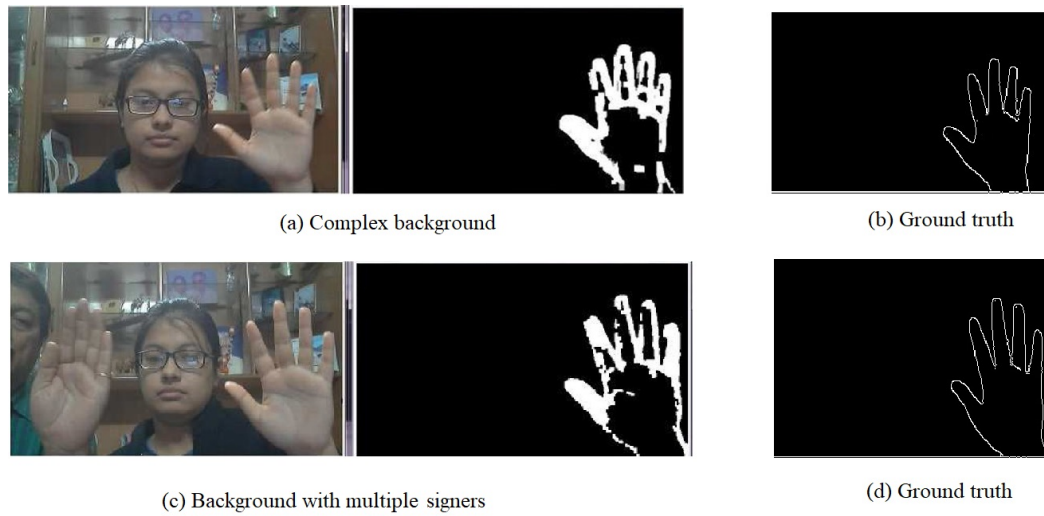 (a) Complex background
(b) Ground truth
(c) Background with multiple signers
(d) Ground truth